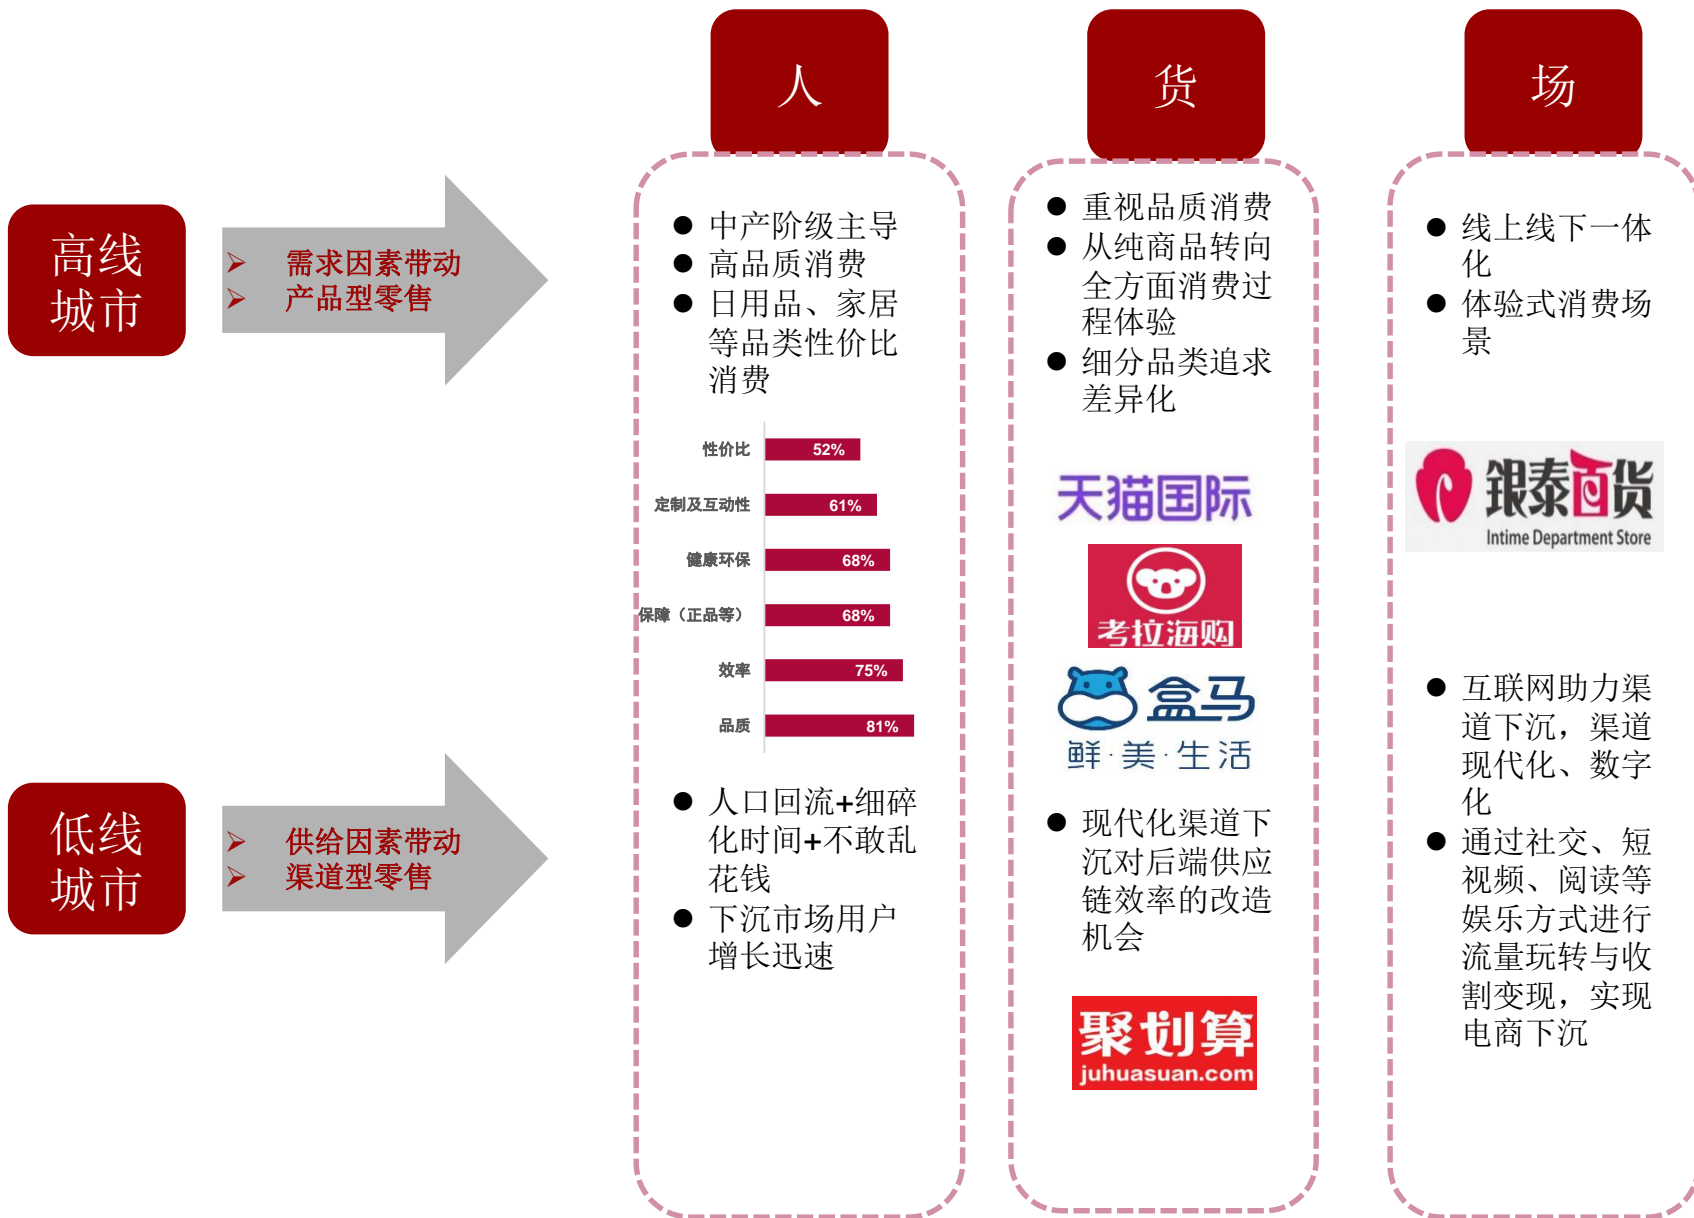 人
货
场
高线
城市
➢ 需求因素带动
➢ 产品型零售
● 中产阶级主导
● 高品质消费
● 日用品、家居
等品类性价比
消费
性价比 52%
定制及互动性 61%
健康环保 68%
保障（正品等） 68%
效率 75%
品质 81%
● 重视品质消费
● 从纯商品转向
全方面消费过
程体验
● 细分品类追求
差异化
天猫国际
考拉海购
盒马
鲜·美·生活
● 线上线下一体
化
● 体验式消费场
景
银泰百货
Intime Department Store
低线
城市
➢ 供给因素带动
➢ 渠道型零售
● 人口回流+细碎
化时间+不敢乱
花钱
● 下沉市场用户
增长迅速
● 现代化渠道下
沉对后端供应
链效率的改造
机会
聚划算
juhuasuan.com
● 互联网助力渠
道下沉，渠道
现代化、数字
化
● 通过社交、短
视频、阅读等
娱乐方式进行
流量玩转与收
割变现，实现
电商下沉